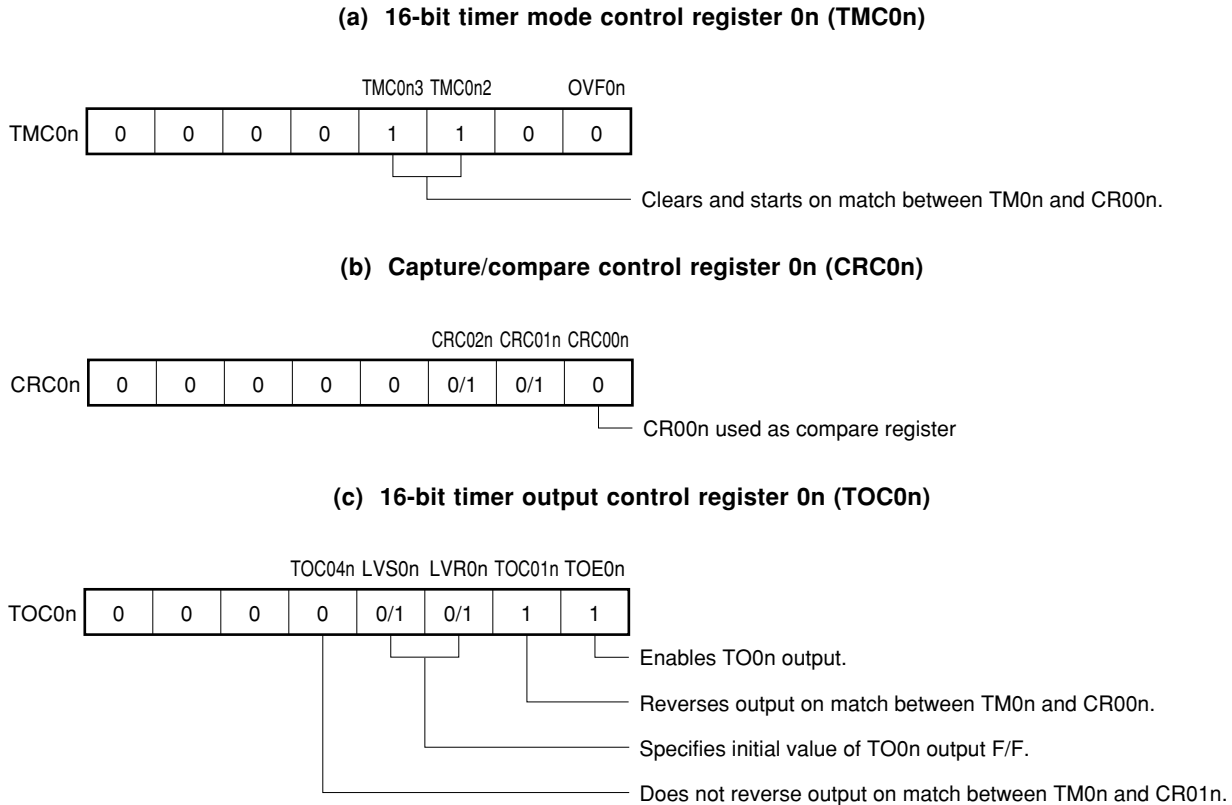 (a) 16-bit timer mode control register 0n (TMC0n)
TMC0n3 TMC0n2 OVF0n
TMC0n 0 0 0 0 1 1 0 0
Clears and starts on match between TM0n and CR00n.
(b) Capture/compare control register 0n (CRC0n)
CRC02n CRC01n CRC00n
CRC0n 0 0 0 0 0 0/1 0/1 0
CR00n used as compare register
(c) 16-bit timer output control register 0n (TOC0n)
TOC04n LVS0n LVR0n TOC01n TOE0n
TOC0n 0 0 0 0 0/1 0/1 1 1
Enables TO0n output.
Reverses output on match between TM0n and CR00n.
Specifies initial value of TO0n output F/F.
Does not reverse output on match between TM0n and CR01n.